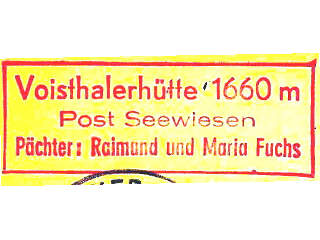 Voisthalerhütte 1660 m
Post Seewiesen
Pächter: Raimund und Maria Fuchs